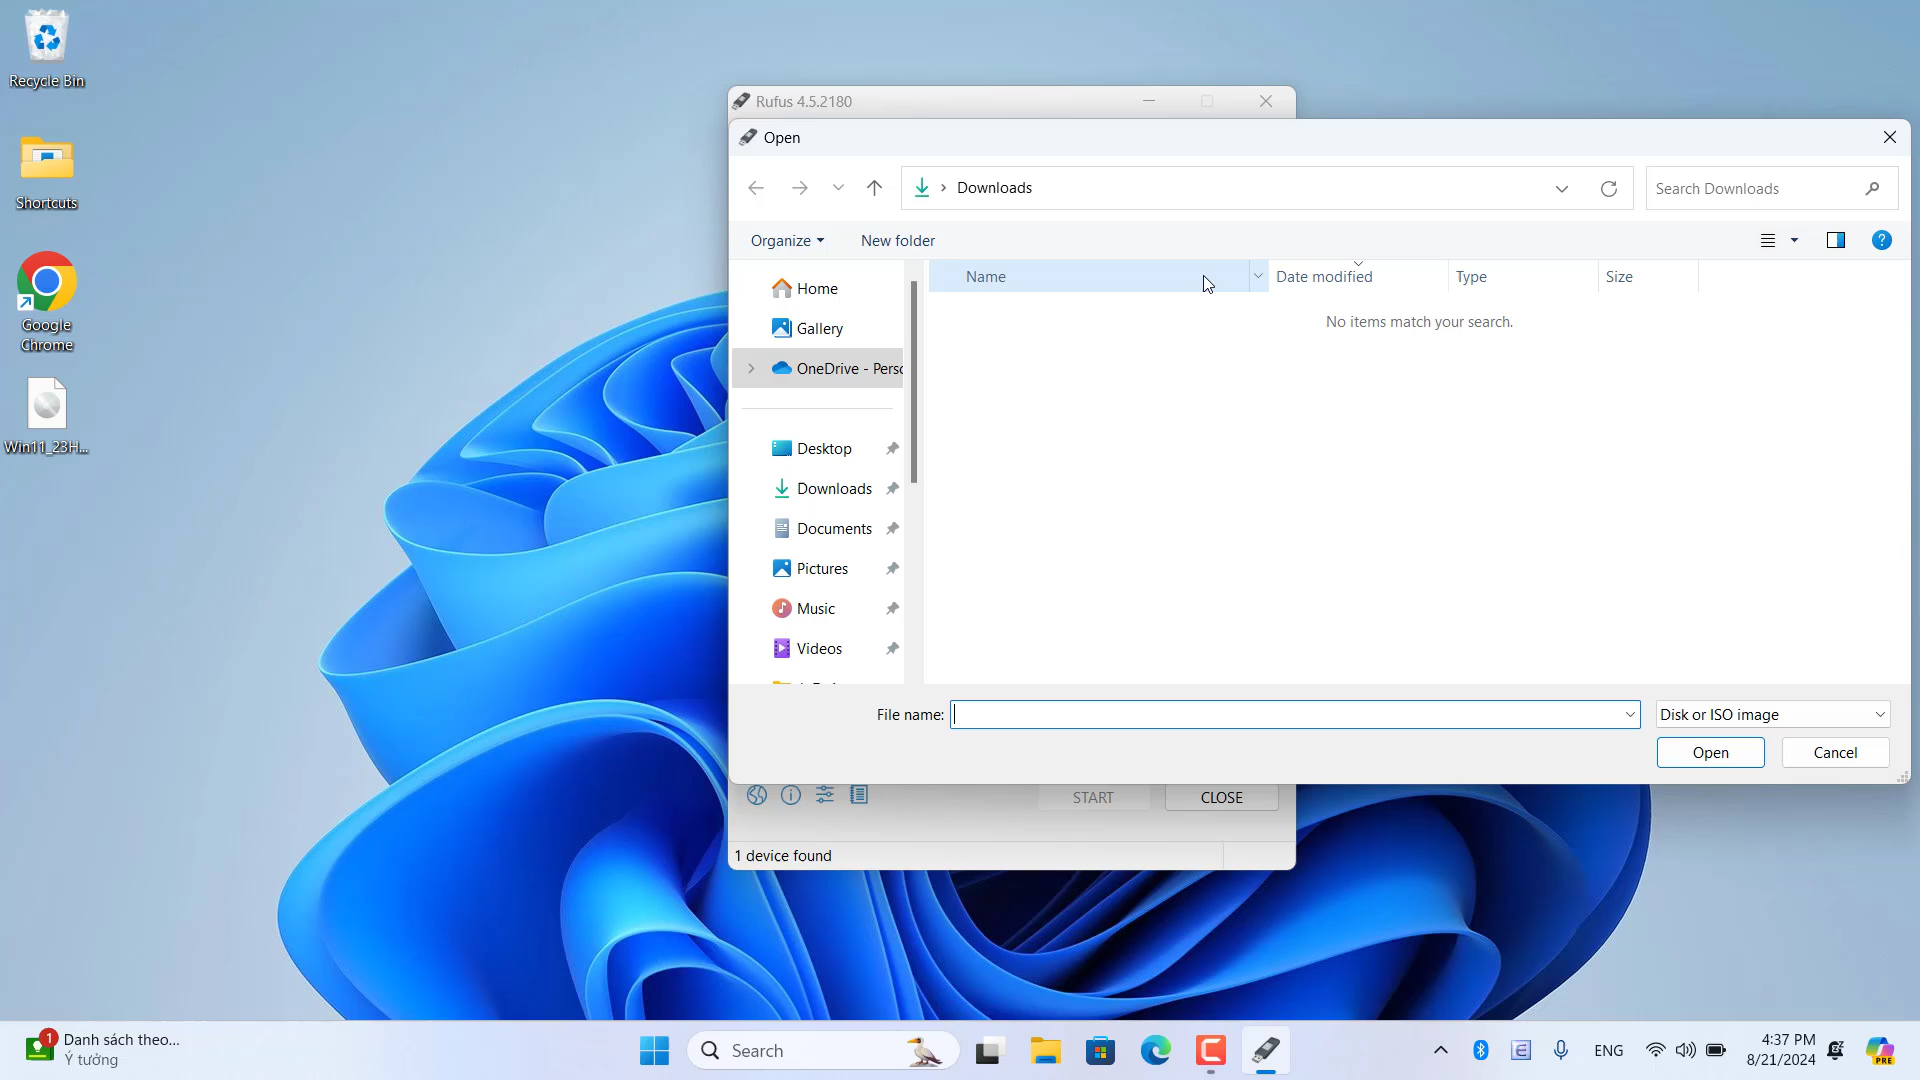 Recycle Bin
Shortcuts
Google
Chrome
Win11_23H...
Rufus 4.5.2180
Open
Downloads
Search Downloads
Organize
New folder
Name
Date modified
Type
Size
No items match your search.
Home
Gallery
OneDrive - Perso
Desktop
Downloads
Documents
Pictures
Music
Videos
File name:
Disk or ISO image
Open
Cancel
START
CLOSE
1 device found
1
Danh sách theo...
Ý tưởng
Search
ENG
4:37 PM
8/21/2024
PRE